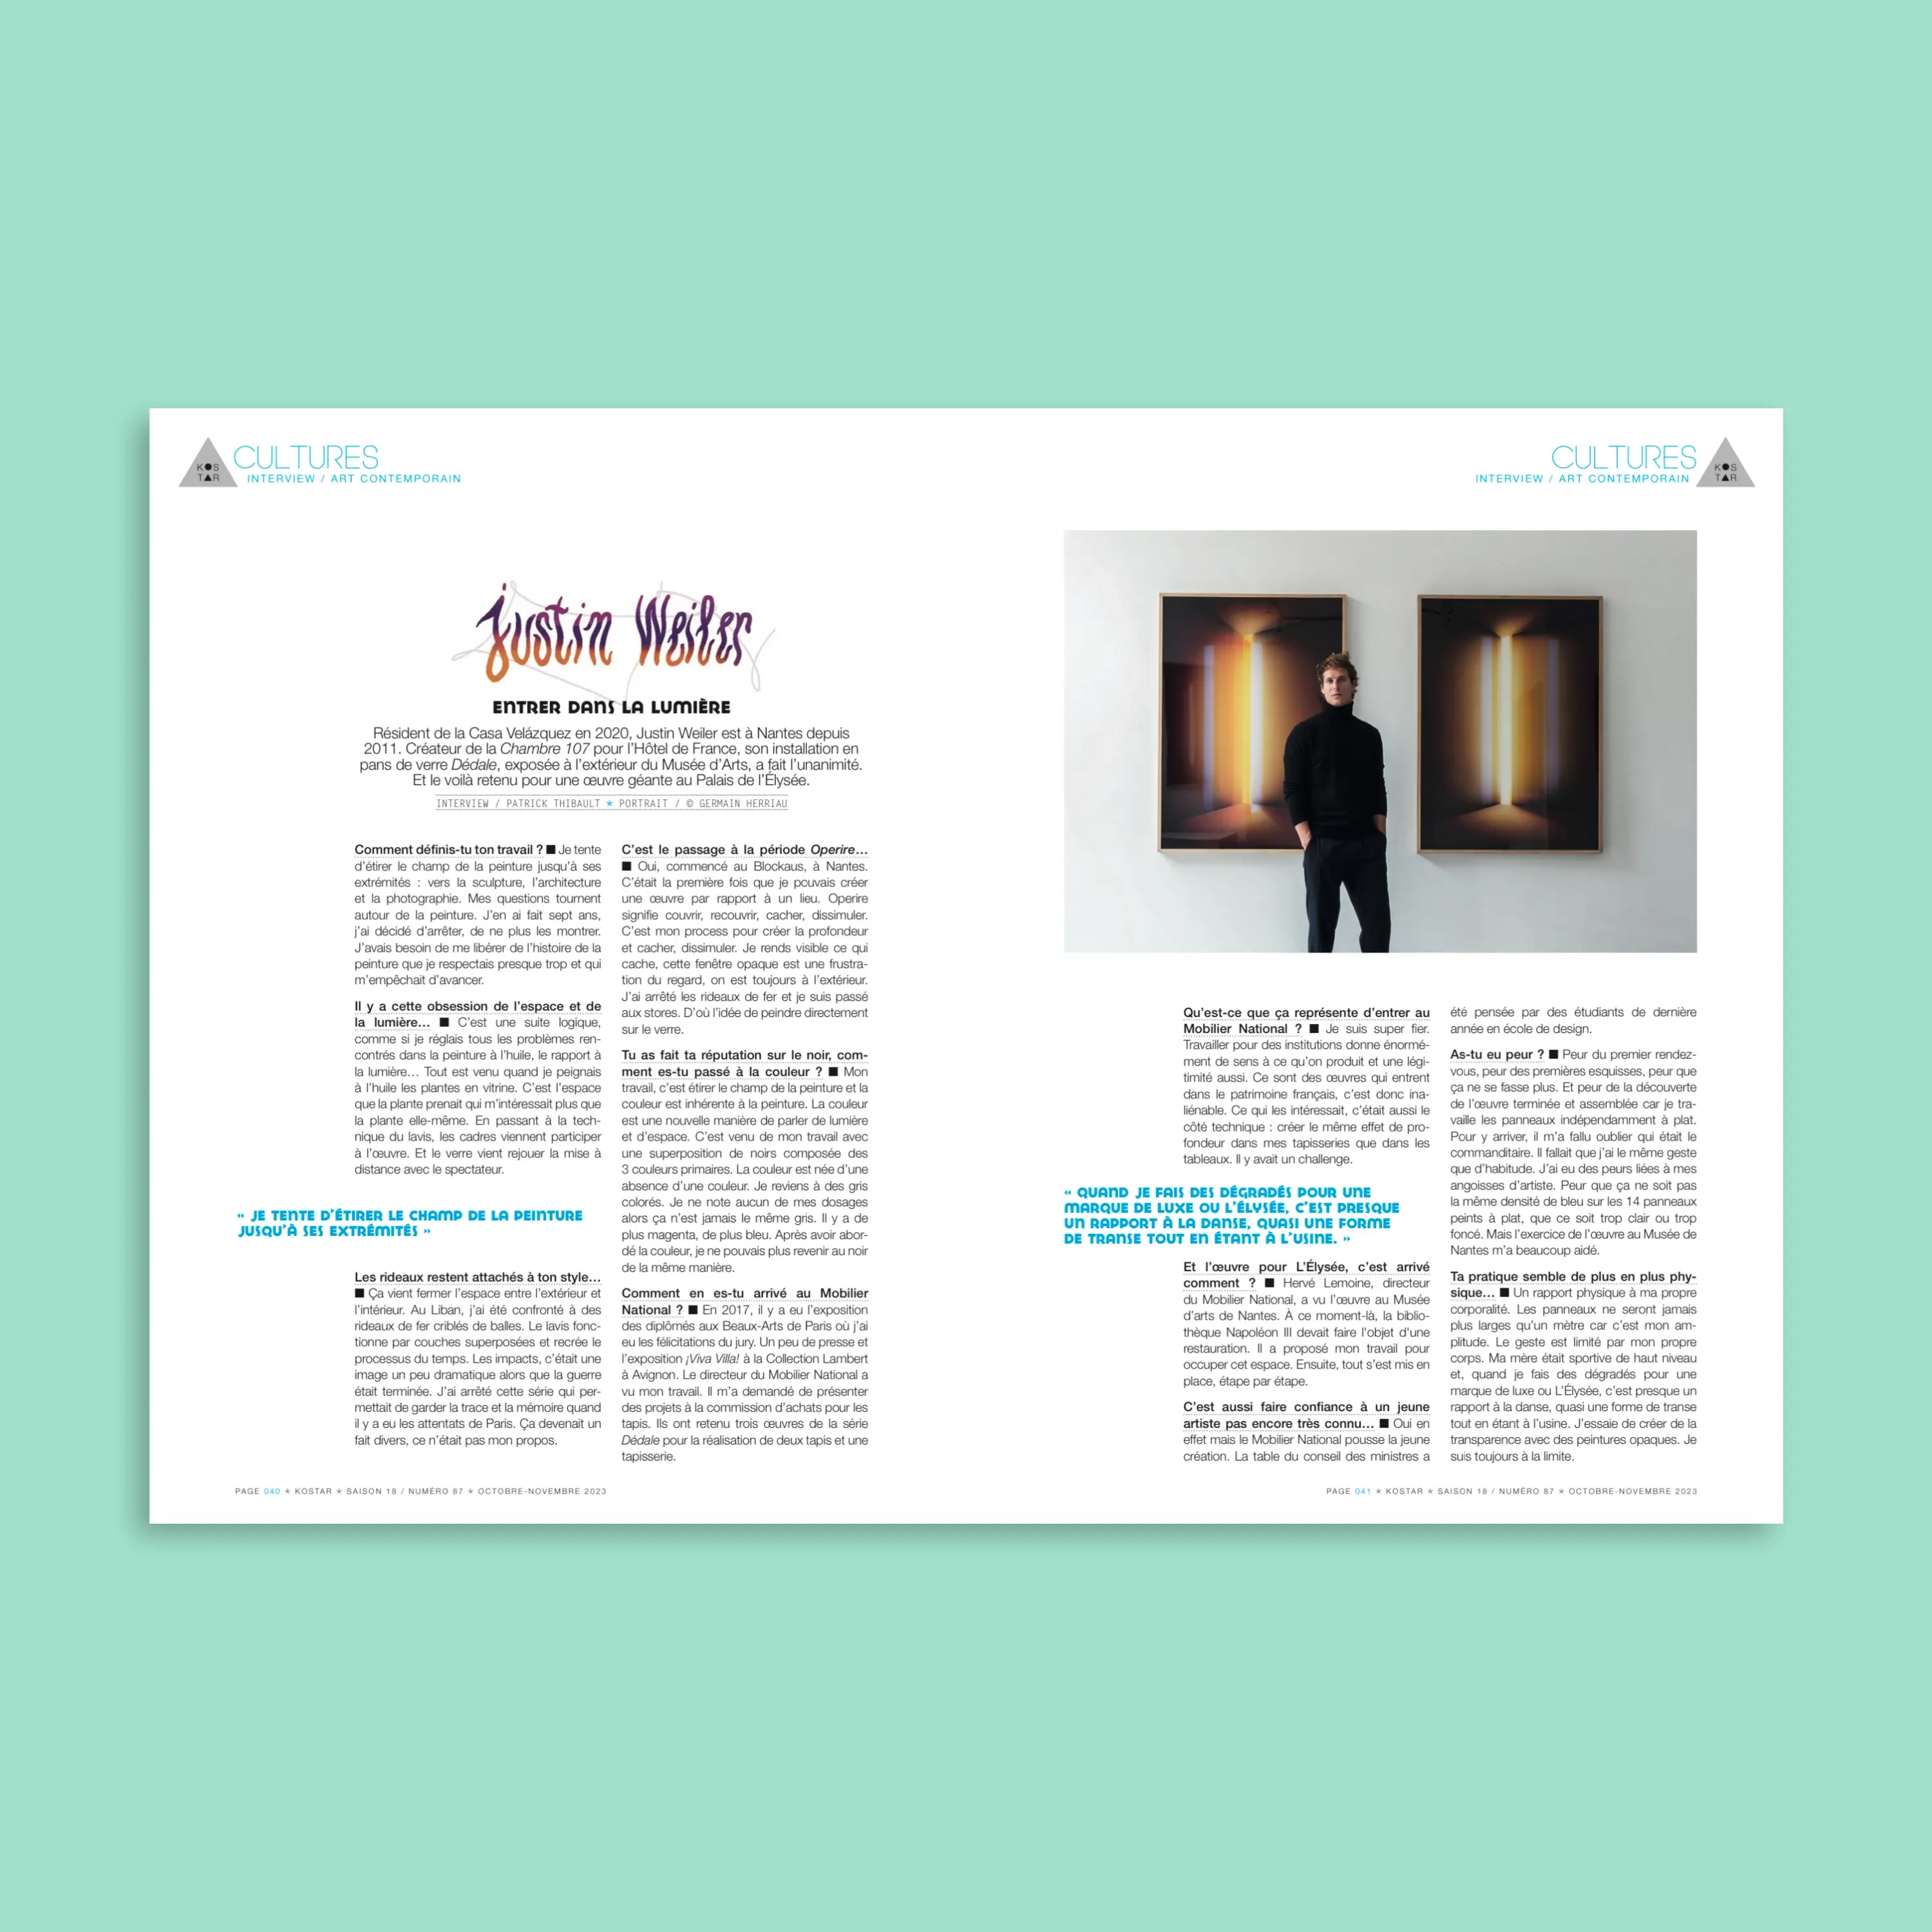 KOS
TAR
CULTURES
INTERVIEW / ART CONTEMPORAIN
Justin Weiler
ENTRER DANS LA LUMIÈRE
Résident de la Casa Velázquez en 2020, Justin Weiler est à Nantes depuis
2011. Créateur de la Chambre 107 pour l'Hôtel de France, son installation en
pans de verre Dédale, exposée à l'extérieur du Musée d'Arts, a fait l'unanimité.
Et le voilà retenu pour une œuvre géante au Palais de l'Élysée.
INTERVIEW / PATRICK THIBAULT ★ PORTRAIT / © GERMAIN HERRIAU
Comment définis-tu ton travail ? ■ Je tente
d'étirer le champ de la peinture jusqu'à ses
extrémités : vers la sculpture, l'architecture
et la photographie. Mes questions tournent
autour de la peinture. J'en ai fait sept ans,
j'ai décidé d'arrêter, de ne plus les montrer.
J'avais besoin de me libérer de l'histoire de la
peinture que je respectais presque trop et qui
m'empêchait d'avancer.
Il y a cette obsession de l'espace et de
la lumière… ■ C'est une suite logique,
comme si je réglais tous les problèmes ren-
contrés dans la peinture à l'huile, le rapport à
la lumière… Tout est venu quand je peignais
à l'huile les plantes en vitrine. C'est l'espace
que la plante prenait qui m'intéressait plus que
la plante elle-même. En passant à la tech-
nique du lavis, les cadres viennent participer
à l'œuvre. Et le verre vient rejouer la mise à
distance avec le spectateur.
« JE TENTE D'ÉTIRER LE CHAMP DE LA PEINTURE
JUSQU'À SES EXTRÉMITÉS »
Les rideaux restent attachés à ton style…
■ Ça vient fermer l'espace entre l'extérieur et
l'intérieur. Au Liban, j'ai été confronté à des
rideaux de fer criblés de balles. Le lavis fonc-
tionne par couches superposées et recrée le
processus du temps. Les impacts, c'était une
image un peu dramatique alors que la guerre
était terminée. J'ai arrêté cette série qui per-
mettait de garder la trace et la mémoire quand
il y a eu les attentats de Paris. Ça devenait un
fait divers, ce n'était pas mon propos.
C'est le passage à la période Operire…
■ Oui, commencé au Blockaus, à Nantes.
C'était la première fois que je pouvais créer
une œuvre par rapport à un lieu. Operire
signifie couvrir, recouvrir, cacher, dissimuler.
C'est mon process pour créer la profondeur
et cacher, dissimuler. Je rends visible ce qui
cache, cette fenêtre opaque est une frustra-
tion du regard, on est toujours à l'extérieur.
J'ai arrêté les rideaux de fer et je suis passé
aux stores. D'où l'idée de peindre directement
sur le verre.
Tu as fait ta réputation sur le noir, com-
ment es-tu passé à la couleur ? ■ Mon
travail, c'est étirer le champ de la peinture et la
couleur est inhérente à la peinture. La couleur
est une nouvelle manière de parler de lumière
et d'espace. C'est venu de mon travail avec
une superposition de noirs composée des
3 couleurs primaires. La couleur est née d'une
absence d'une couleur. Je reviens à des gris
colorés. Je ne note aucun de mes dosages
alors ça n'est jamais le même gris. Il y a de
plus magenta, de plus bleu. Après avoir abor-
dé la couleur, je ne pouvais plus revenir au noir
de la même manière.
Comment en es-tu arrivé au Mobilier
National ? ■ En 2017, il y a eu l'exposition
des diplômés aux Beaux-Arts de Paris où j'ai
eu les félicitations du jury. Un peu de presse et
l'exposition ¡Viva Villa! à la Collection Lambert
à Avignon. Le directeur du Mobilier National a
vu mon travail. Il m'a demandé de présenter
des projets à la commission d'achats pour les
tapis. Ils ont retenu trois œuvres de la série
Dédale pour la réalisation de deux tapis et une
tapisserie.
PAGE 040 ★ KOSTAR ★ SAISON 18 / NUMÉRO 87 ★ OCTOBRE-NOVEMBRE 2023
CULTURES
INTERVIEW / ART CONTEMPORAIN
KOS
TAR
Qu'est-ce que ça représente d'entrer au
Mobilier National ? ■ Je suis super fier.
Travailler pour des institutions donne énormé-
ment de sens à ce qu'on produit et une légi-
timité aussi. Ce sont des œuvres qui entrent
dans le patrimoine français, c'est donc ina-
liénable. Ce qui les intéressait, c'était aussi le
côté technique : créer le même effet de pro-
fondeur dans mes tapisseries que dans les
tableaux. Il y avait un challenge.
« QUAND JE FAIS DES DÉGRADÉS POUR UNE
MARQUE DE LUXE OU L'ÉLYSÉE, C'EST PRESQUE
UN RAPPORT À LA DANSE, QUASI UNE FORME
DE TRANSE TOUT EN ÉTANT À L'USINE. »
Et l'œuvre pour L'Élysée, c'est arrivé
comment ? ■ Hervé Lemoine, directeur
du Mobilier National, a vu l'œuvre au Musée
d'arts de Nantes. À ce moment-là, la biblio-
thèque Napoléon III devait faire l'objet d'une
restauration. Il a proposé mon travail pour
occuper cet espace. Ensuite, tout s'est mis en
place, étape par étape.
C'est aussi faire confiance à un jeune
artiste pas encore très connu… ■ Oui en
effet mais le Mobilier National pousse la jeune
création. La table du conseil des ministres a
été pensée par des étudiants de dernière
année en école de design.
As-tu eu peur ? ■ Peur du premier rendez-
vous, peur des premières esquisses, peur que
ça ne se fasse plus. Et peur de la découverte
de l'œuvre terminée et assemblée car je tra-
vaille les panneaux indépendamment à plat.
Pour y arriver, il m'a fallu oublier qui était le
commanditaire. Il fallait que j'ai le même geste
que d'habitude. J'ai eu des peurs liées à mes
angoisses d'artiste. Peur que ça ne soit pas
la même densité de bleu sur les 14 panneaux
peints à plat, que ce soit trop clair ou trop
foncé. Mais l'exercice de l'œuvre au Musée de
Nantes m'a beaucoup aidé.
Ta pratique semble de plus en plus phy-
sique… ■ Un rapport physique à ma propre
corporalité. Les panneaux ne seront jamais
plus larges qu'un mètre car c'est mon am-
plitude. Le geste est limité par mon propre
corps. Ma mère était sportive de haut niveau
et, quand je fais des dégradés pour une
marque de luxe ou L'Élysée, c'est presque un
rapport à la danse, quasi une forme de transe
tout en étant à l'usine. J'essaie de créer de la
transparence avec des peintures opaques. Je
suis toujours à la limite.
PAGE 041 ★ KOSTAR ★ SAISON 18 / NUMÉRO 87 ★ OCTOBRE-NOVEMBRE 2023